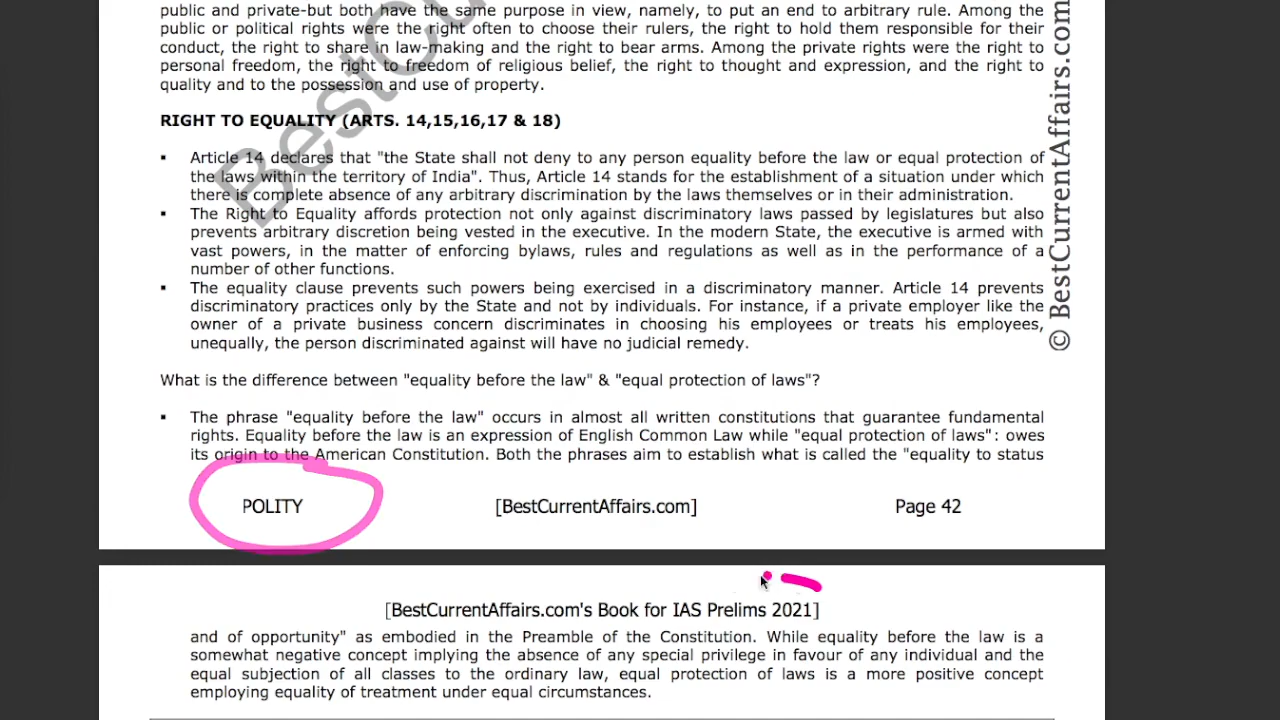 public and private-but both have the same purpose in view, namely, to put an end to arbitrary rule. Among the
public or political rights were the right often to choose their rulers, the right to hold them responsible for their
conduct, the right to share in law-making and the right to bear arms. Among the private rights were the right to
personal freedom, the right to freedom of religious belief, the right to thought and expression, and the right to
quality and to the possession and use of property.
RIGHT TO EQUALITY (ARTS. 14,15,16,17 & 18)
▪ Article 14 declares that "the State shall not deny to any person equality before the law or equal protection of
the laws within the territory of India". Thus, Article 14 stands for the establishment of a situation under which
there is complete absence of any arbitrary discrimination by the laws themselves or in their administration.
▪ The Right to Equality affords protection not only against discriminatory laws passed by legislatures but also
prevents arbitrary discretion being vested in the executive. In the modern State, the executive is armed with
vast powers, in the matter of enforcing bylaws, rules and regulations as well as in the performance of a
number of other functions.
▪ The equality clause prevents such powers being exercised in a discriminatory manner. Article 14 prevents
discriminatory practices only by the State and not by individuals. For instance, if a private employer like the
owner of a private business concern discriminates in choosing his employees or treats his employees,
unequally, the person discriminated against will have no judicial remedy.
What is the difference between "equality before the law" & "equal protection of laws"?
▪ The phrase "equality before the law" occurs in almost all written constitutions that guarantee fundamental
rights. Equality before the law is an expression of English Common Law while "equal protection of laws": owes
its origin to the American Constitution. Both the phrases aim to establish what is called the "equality to status
POLITY [BestCurrentAffairs.com] Page 42
[BestCurrentAffairs.com's Book for IAS Prelims 2021]
and of opportunity" as embodied in the Preamble of the Constitution. While equality before the law is a
somewhat negative concept implying the absence of any special privilege in favour of any individual and the
equal subjection of all classes to the ordinary law, equal protection of laws is a more positive concept
employing equality of treatment under equal circumstances.
© BestCurrentAffairs.com
BestCu